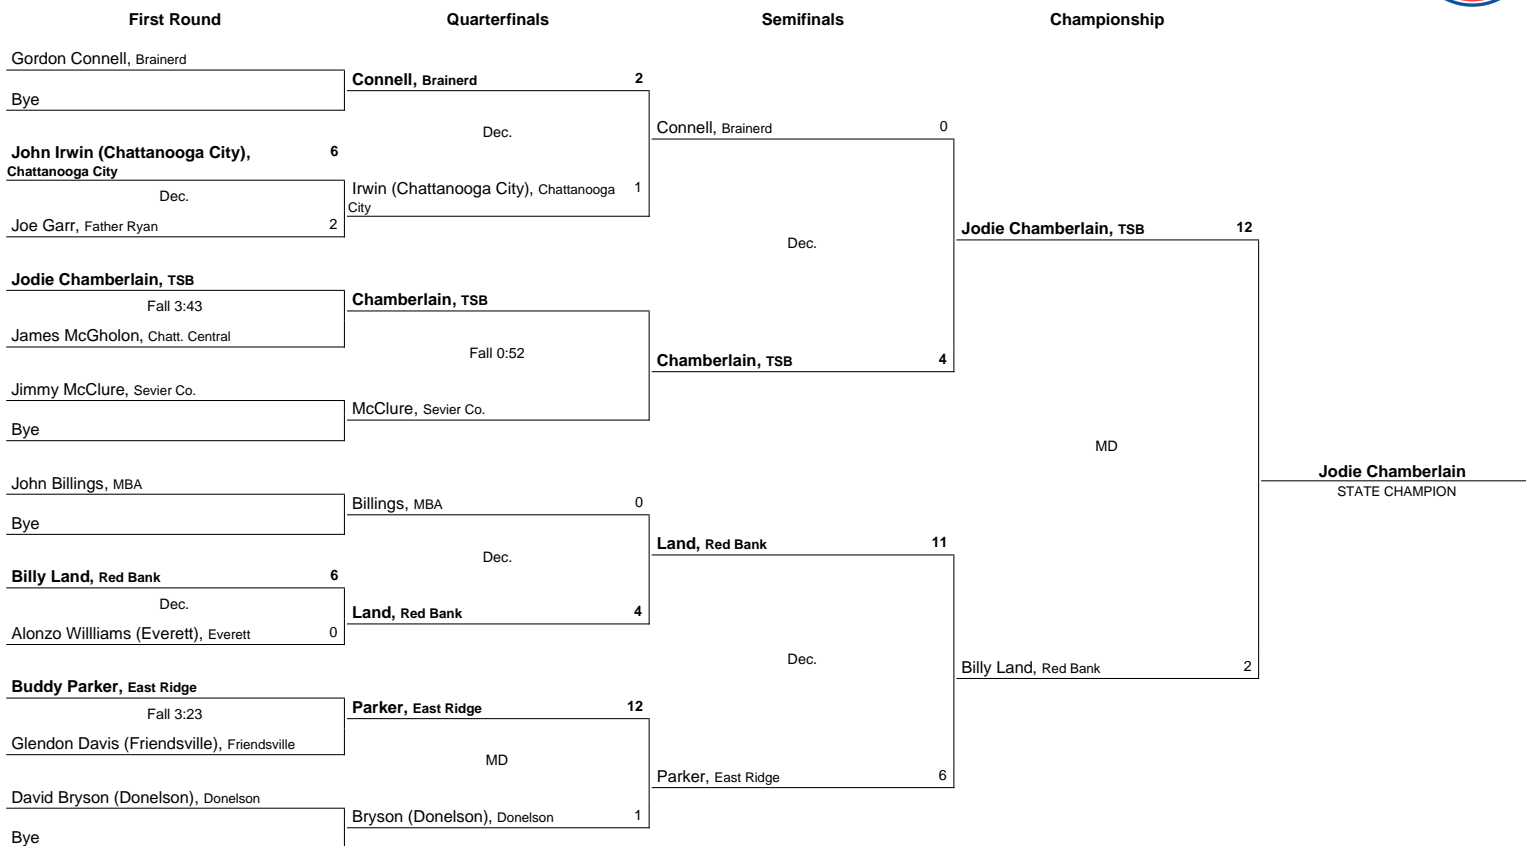 First Round
Quarterfinals
Semifinals
Championship
Gordon Connell, Brainerd
Bye
John Irwin (Chattanooga City), 6
Chattanooga City
Dec.
Joe Garr, Father Ryan 2
Jodie Chamberlain, TSB
Fall 3:43
James McGholon, Chatt. Central
Jimmy McClure, Sevier Co.
Bye
John Billings, MBA
Bye
Billy Land, Red Bank 6
Dec.
Alonzo Willliams (Everett), Everett 0
Buddy Parker, East Ridge
Fall 3:23
Glendon Davis (Friendsville), Friendsville
David Bryson (Donelson), Donelson
Bye
Connell, Brainerd 2
Dec.
Irwin (Chattanooga City), Chattanooga 1
City
Chamberlain, TSB
Fall 0:52
McClure, Sevier Co.
Billings, MBA 0
Dec.
Land, Red Bank 4
Parker, East Ridge 12
MD
Bryson (Donelson), Donelson 1
Connell, Brainerd 0
Dec.
Chamberlain, TSB 4
Land, Red Bank 11
Dec.
Parker, East Ridge 6
Jodie Chamberlain, TSB 12
MD
Billy Land, Red Bank 2
Jodie Chamberlain
STATE CHAMPION